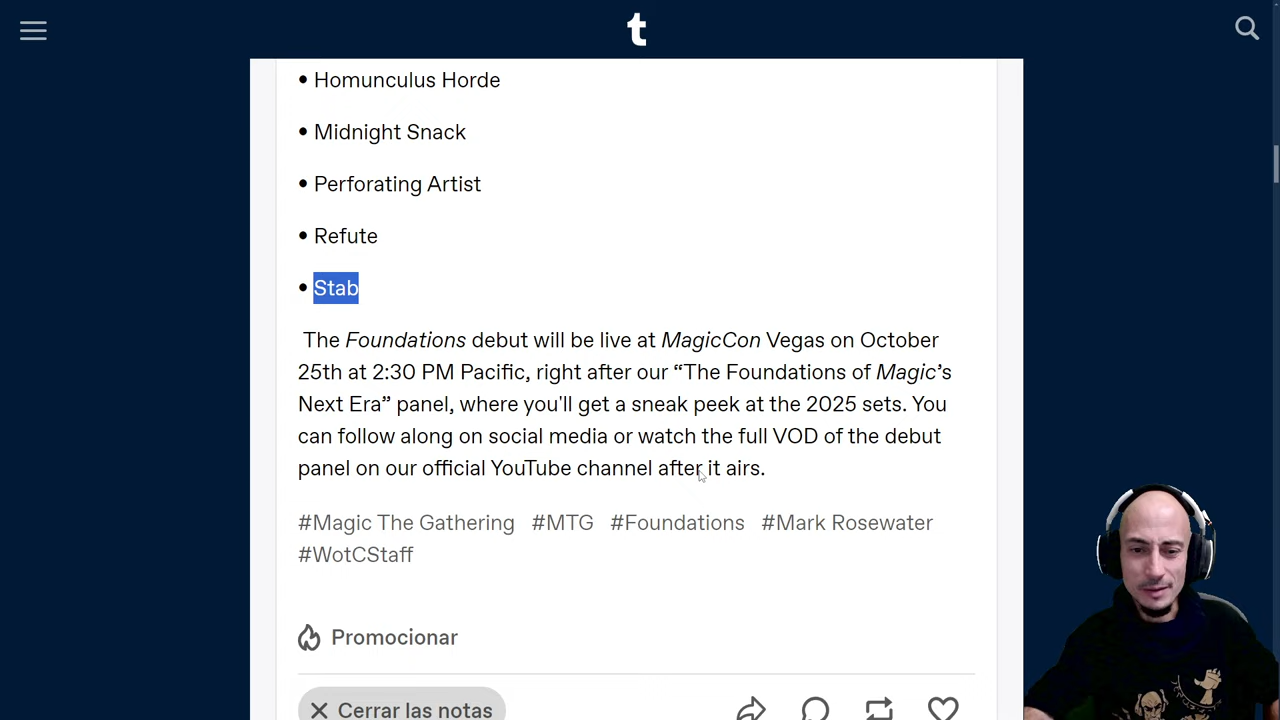 t
• Homunculus Horde
• Midnight Snack
• Perforating Artist
• Refute
• Stab
The Foundations debut will be live at MagicCon Vegas on October
25th at 2:30 PM Pacific, right after our “The Foundations of Magic’s
Next Era” panel, where you'll get a sneak peek at the 2025 sets. You
can follow along on social media or watch the full VOD of the debut
panel on our official YouTube channel after it airs.
#Magic The Gathering #MTG #Foundations #Mark Rosewater
#WotCStaff
Promocionar
Cerrar las notas